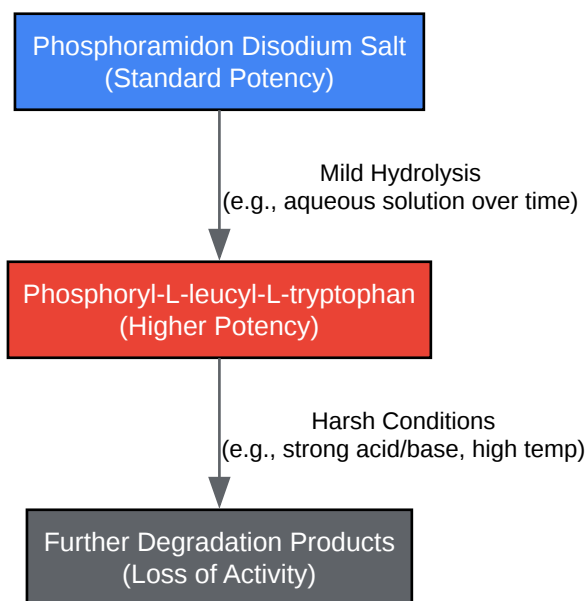 Phosphoramidon Disodium Salt
(Standard Potency)
Mild Hydrolysis
(e.g., aqueous solution over time)
Phosphoryl-L-leucyl-L-tryptophan
(Higher Potency)
Harsh Conditions
(e.g., strong acid/base, high temp)
Further Degradation Products
(Loss of Activity)